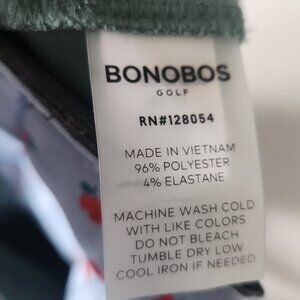 BONOBOS
GOLF
RN#128054
MADE IN VIETNAM
96% POLYESTER
4% ELASTANE
MACHINE WASH COLD
WITH LIKE COLORS
DO NOT BLEACH
TUMBLE DRY LOW
COOL IRON IF NEEDED